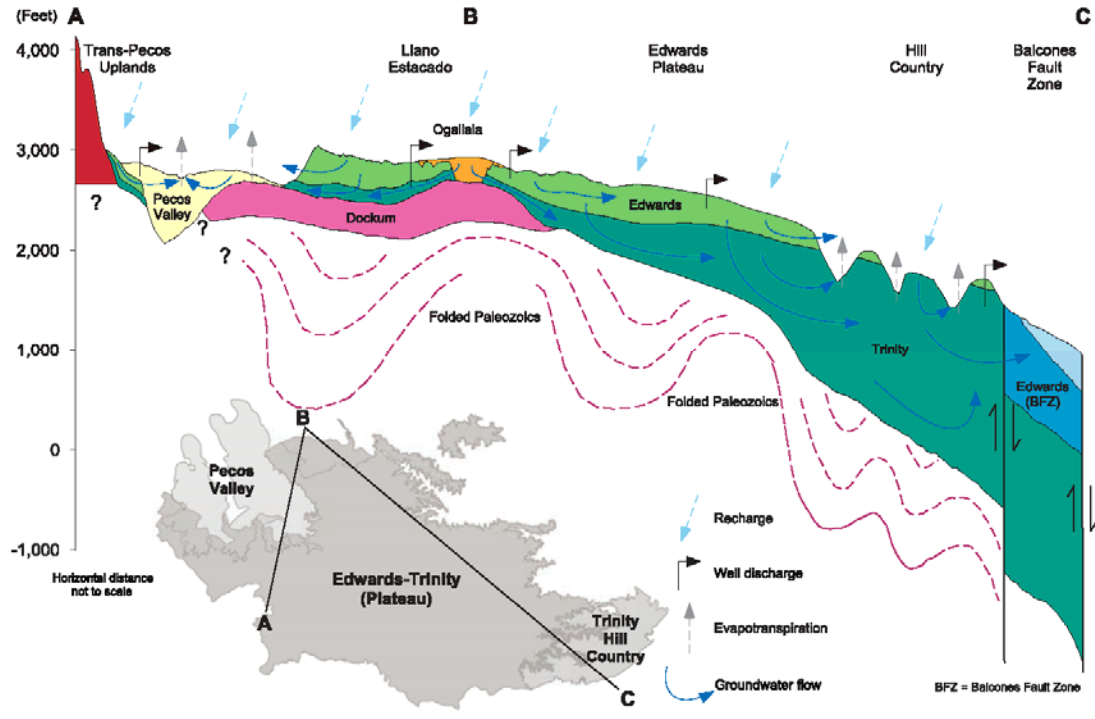 (Feet)
A
B
C
4,000
3,000
2,000
1,000
0
-1,000
Trans-Pecos
Uplands
Llano
Estacado
Edwards
Plateau
Hill
Country
Balcones
Fault
Zone
Ogallala
Pecos
Valley
?
?
?
Dockum
Edwards
Folded Paleozoics
Folded Paleozoics
Trinity
Edwards
(BFZ)
B
Pecos
Valley
Edwards-Trinity
(Plateau)
A
Trinity
Hill
Country
C
Horizontal distance
not to scale
Recharge
Well discharge
Evapotranspiration
Groundwater flow
BFZ = Balcones Fault Zone